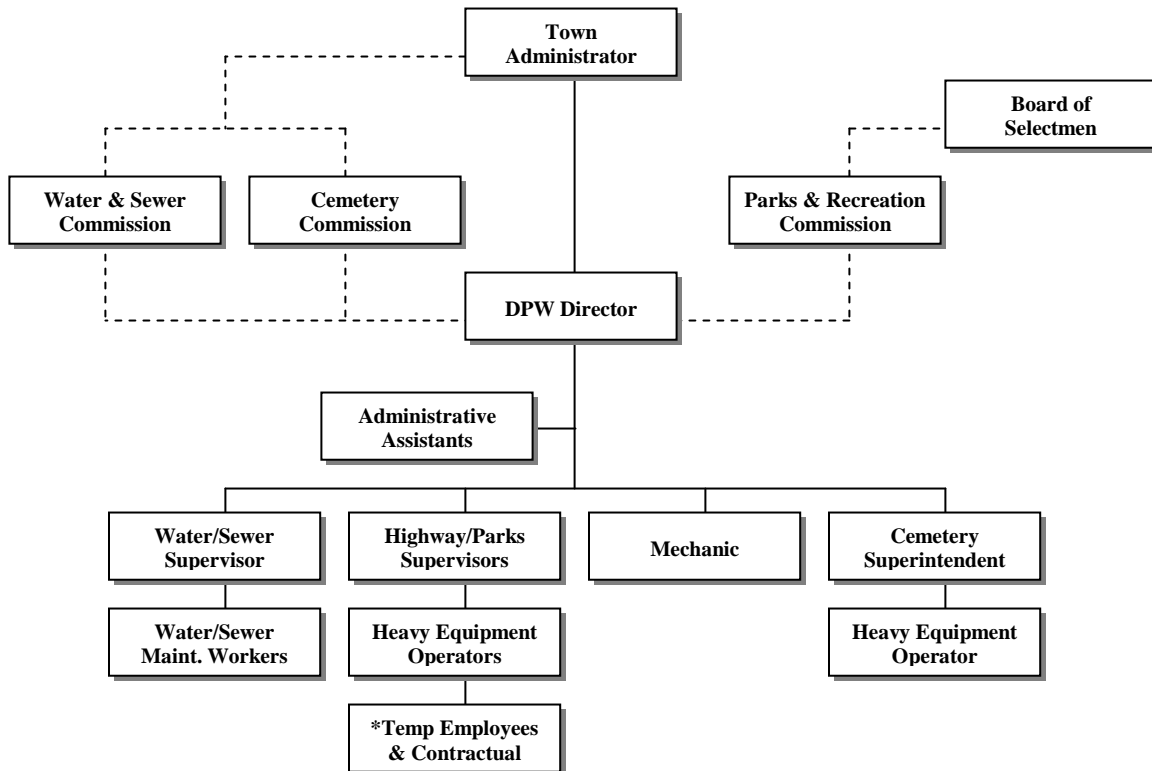 Town
Administrator
Board of
Selectmen
Water & Sewer
Commission
Cemetery
Commission
Parks & Recreation
Commission
DPW Director
Administrative
Assistants
Water/Sewer
Supervisor
Highway/Parks
Supervisors
Mechanic
Cemetery
Superintendent
Water/Sewer
Maint. Workers
Heavy Equipment
Operators
Heavy Equipment
Operator
*Temp Employees
& Contractual